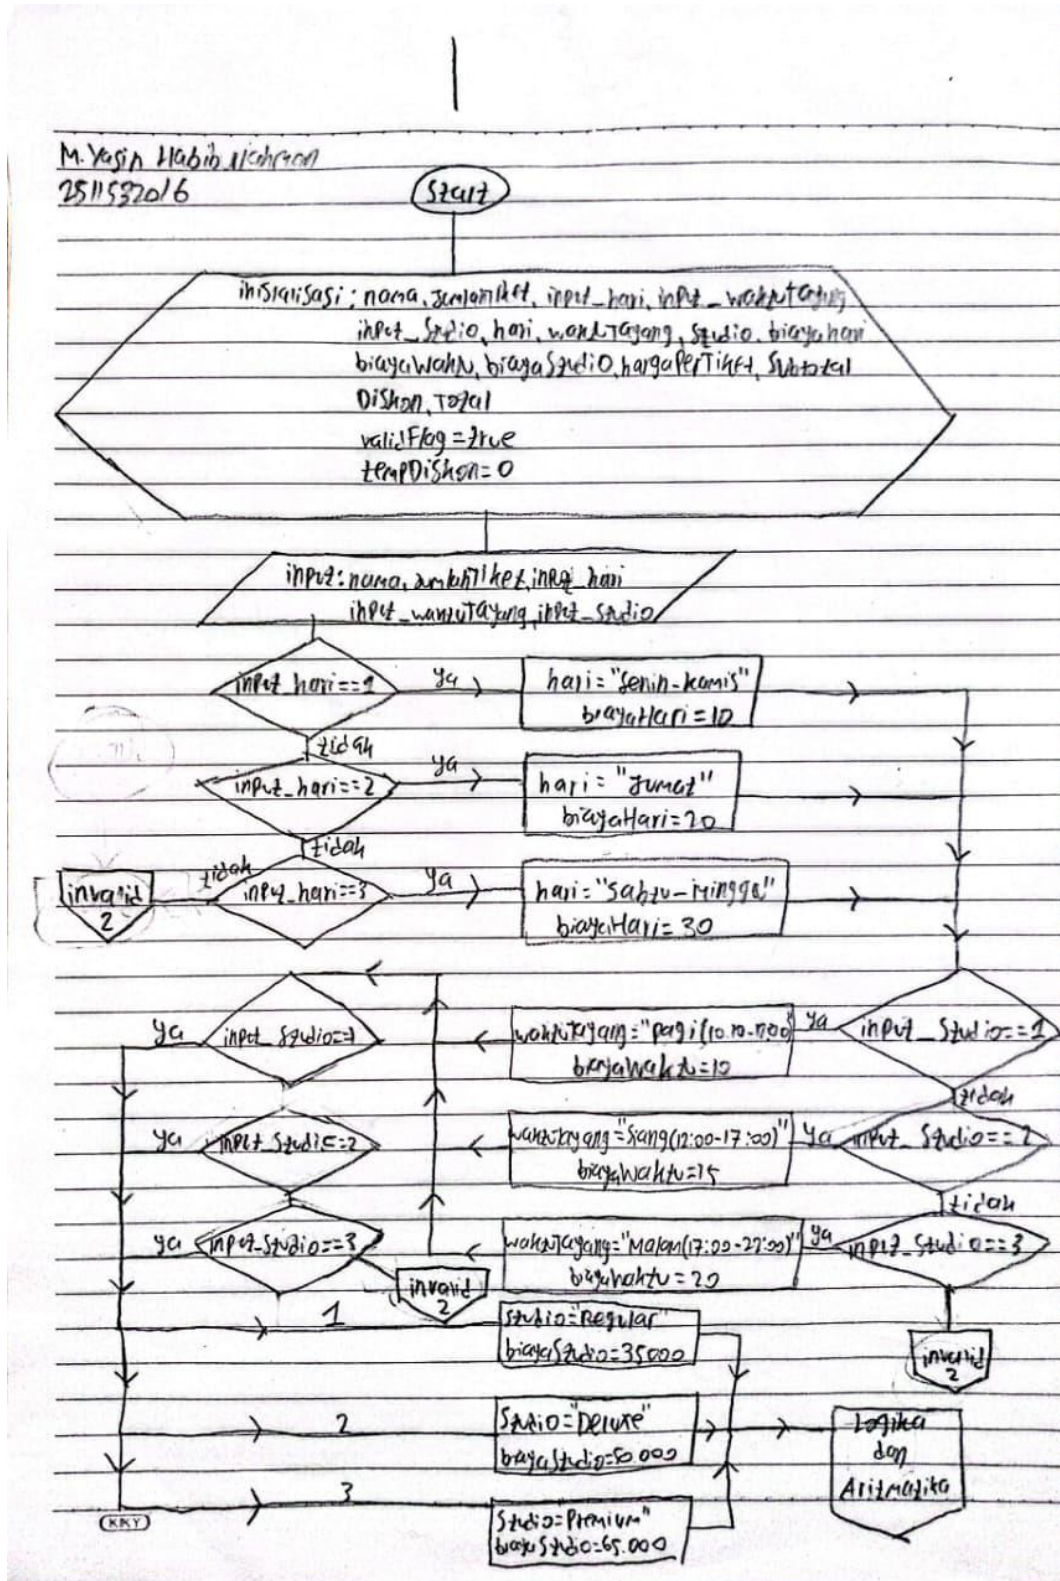 M. Yasin Habib
2511532016
Start
inisialisasi: nama, jumlahTiket, input_hari, input_waktuTayang
input_Studio, hari, waktuTayang, Studio, biayahari
biayaWaktu, biayaStudio, hargaPerTiket, Subtotal
Diskon, Total
validFlag = true
tempDiskon = 0
input: nama, jumlahTiket, input_hari
input_waktuTayang, input_Studio
input_hari==1
ya
hari = "Senin-kamis"
biayaHari=10
tidak
input_hari==2
ya
hari = "Jumat"
biayaHari=20
tidak
invalid
2
tidak
input_hari==3
ya
hari = "Sabtu-Minggu"
biayaHari = 30
ya
input_Studio==1
waktuTayang="pagi
biayaWaktu=10
ya
input_Studio==1
tidak
ya
input_Studio==2
waktuTayang="Siang(12:00-17:00)"
biayaWaktu=15
ya
input_Studio==2
tidak
ya
input_Studio==3
invalid
2
waktuTayang="Malam(17:00-22:00)"
biayaWaktu=20
ya
input_Studio==3
invalid
2
1
Studio="Regular"
biayaStudio=35000
2
Studio="Deluxe"
biayaStudio=50.000
Logika
dan
Aritmatika
3
Studio="Premium"
biayaStudio=65.000
KKY